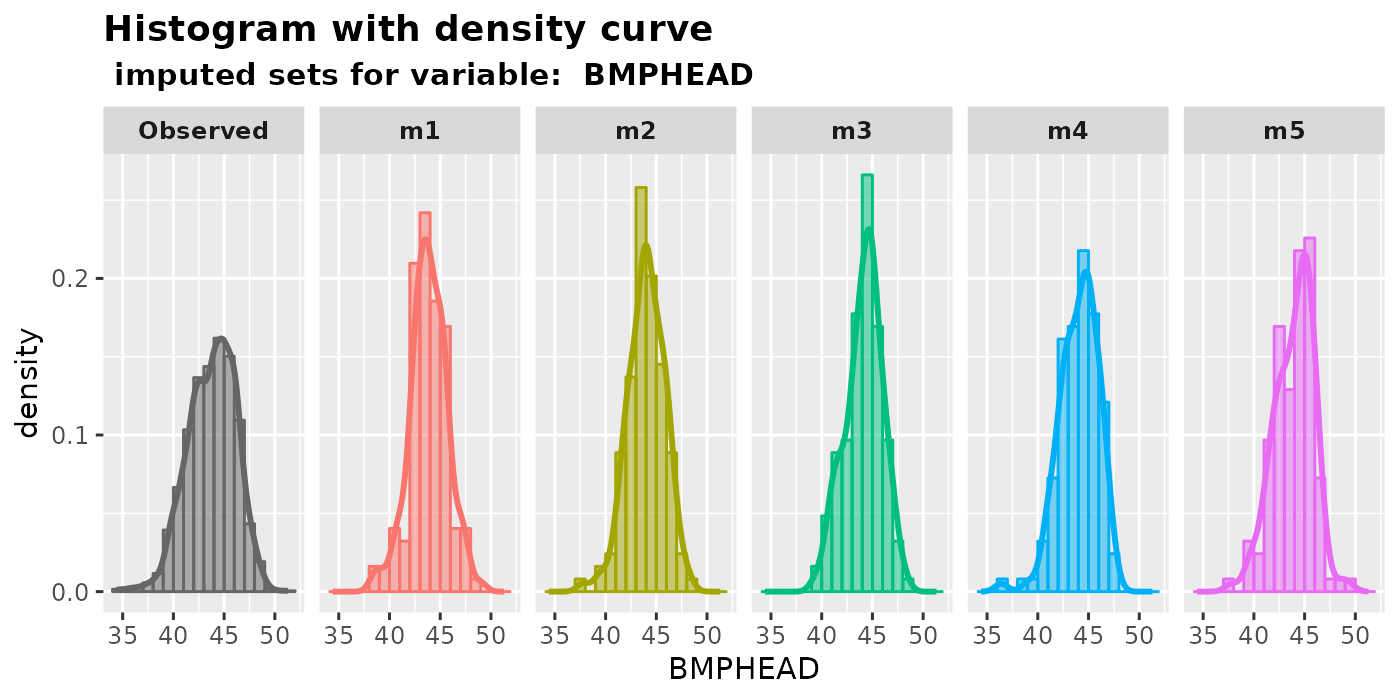 Histogram with density curve
imputed sets for variable:  BMPHEAD
Observed m1 m2 m3 m4 m5
density
0.2
0.1
0.0
35 40 45 50 35 40 45 50 35 40 45 50 35 40 45 50 35 40 45 50 35 40 45 50
BMPHEAD